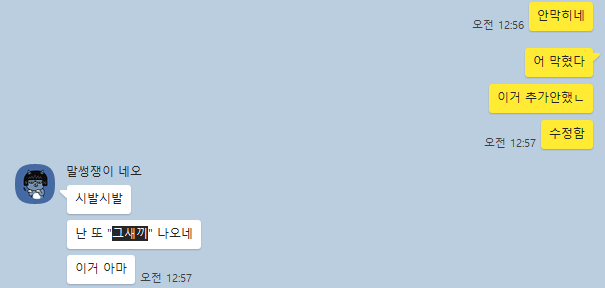 안막히네
오전 12:56
어 막혔다
이거 추가안했ㄴ
수정함
오전 12:57
말썽쟁이 네오
시발시발
난 또 "그새끼" 나오네
이거 아마
오전 12:57